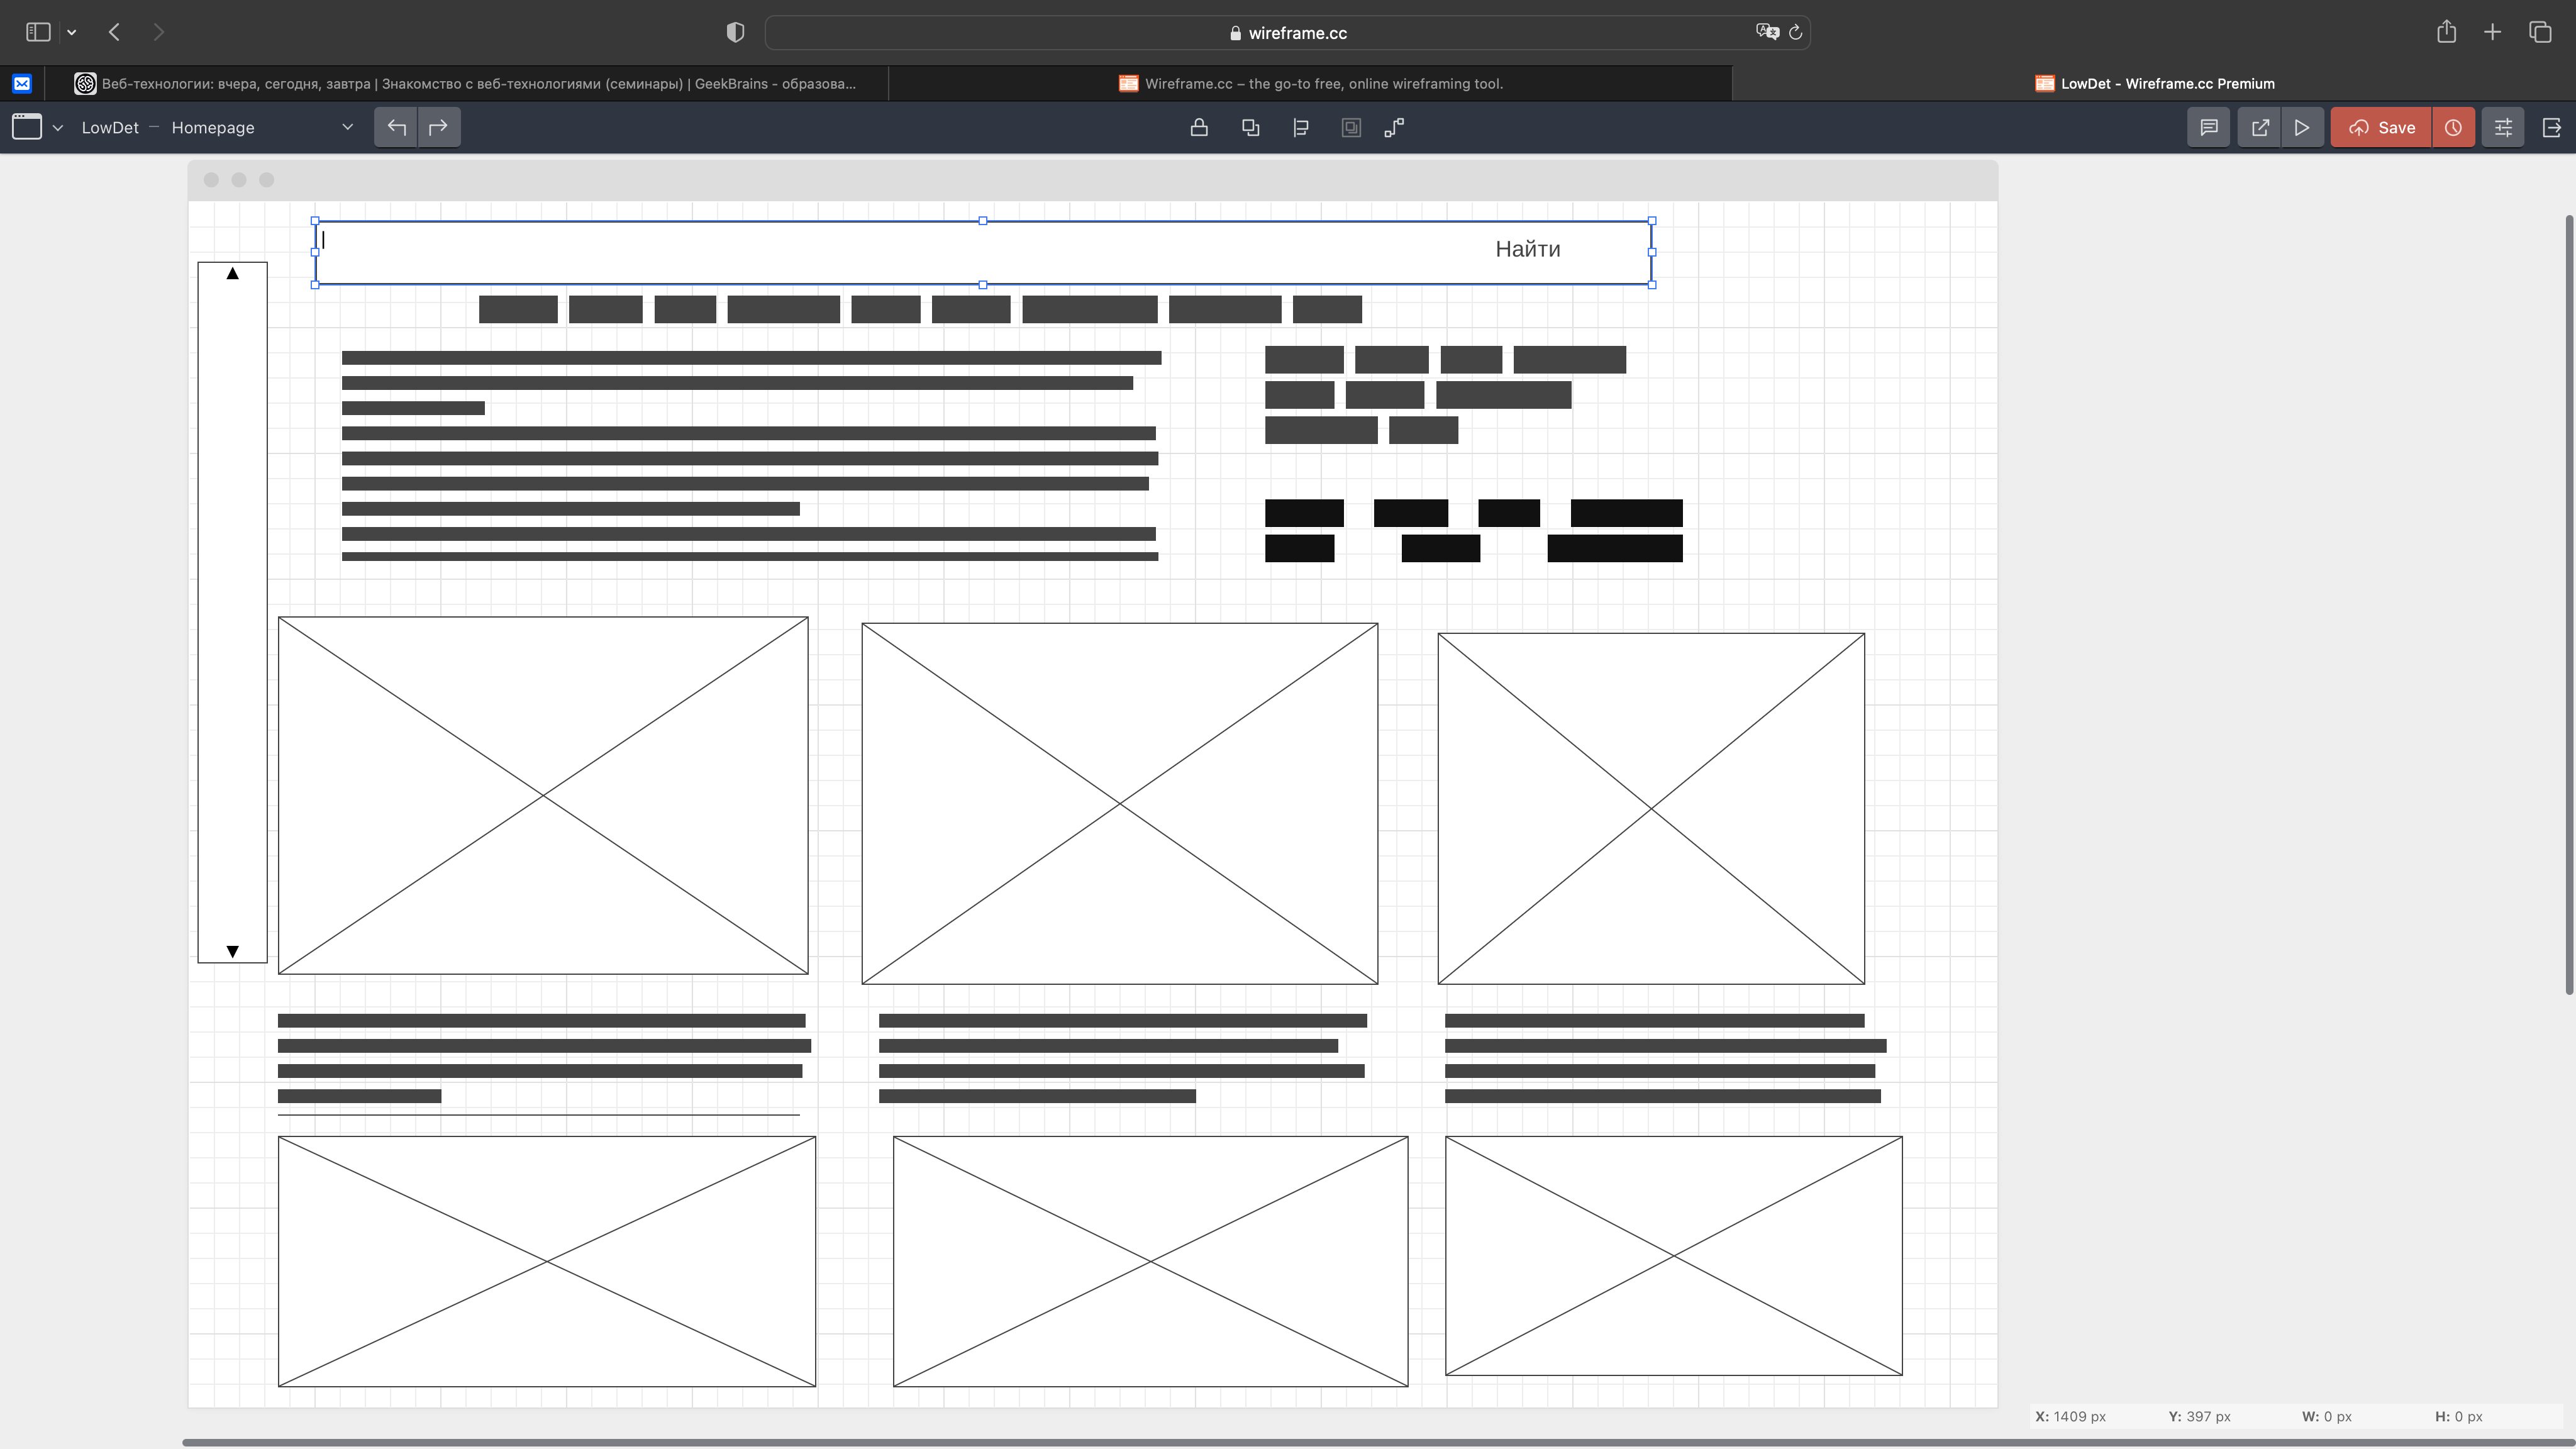 wireframe.cc
Веб-технологии: вчера, сегодня, завтра | Знакомство с веб-технологиями (семинары) | GeekBrains - образова...
Wireframe.cc – the go-to free, online wireframing tool.
LowDet - Wireframe.cc Premium
LowDet – Homepage
Save
Найти
X: 1409 px Y: 397 px W: 0 px H: 0 px